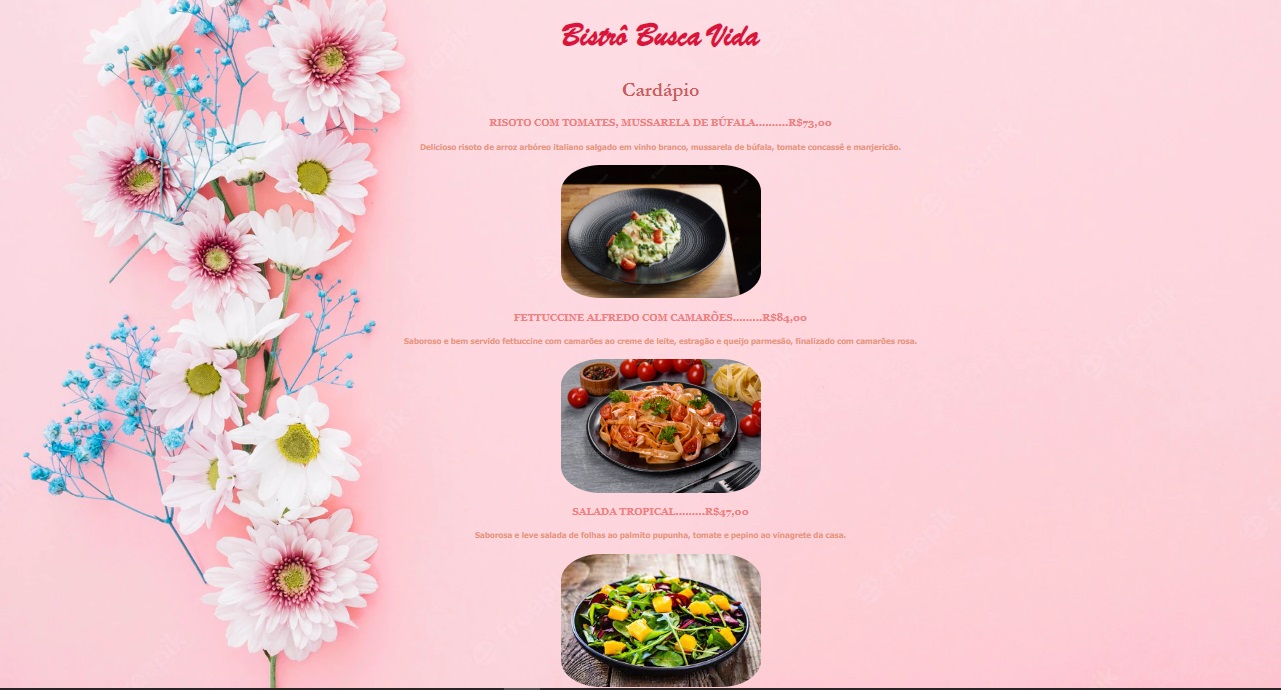 Bistrô Busca Vida
Cardápio
RISOTO COM TOMATES, MUSSARELA DE BÚFALA..........R$73,00
Delicioso risoto de arroz arbóreo italiano salgado em vinho branco, mussarela de búfala, tomate concassê e manjericão.
FETTUCCINE ALFREDO COM CAMARÕES.........R$84,00
Saboroso e bem servido fettuccine com camarões ao creme de leite, estragão e queijo parmesão, finalizado com camarões rosa.
SALADA TROPICAL.........R$47,00
Saborosa e leve salada de folhas ao palmito pupunha, tomate e pepino ao vinagrete da casa.